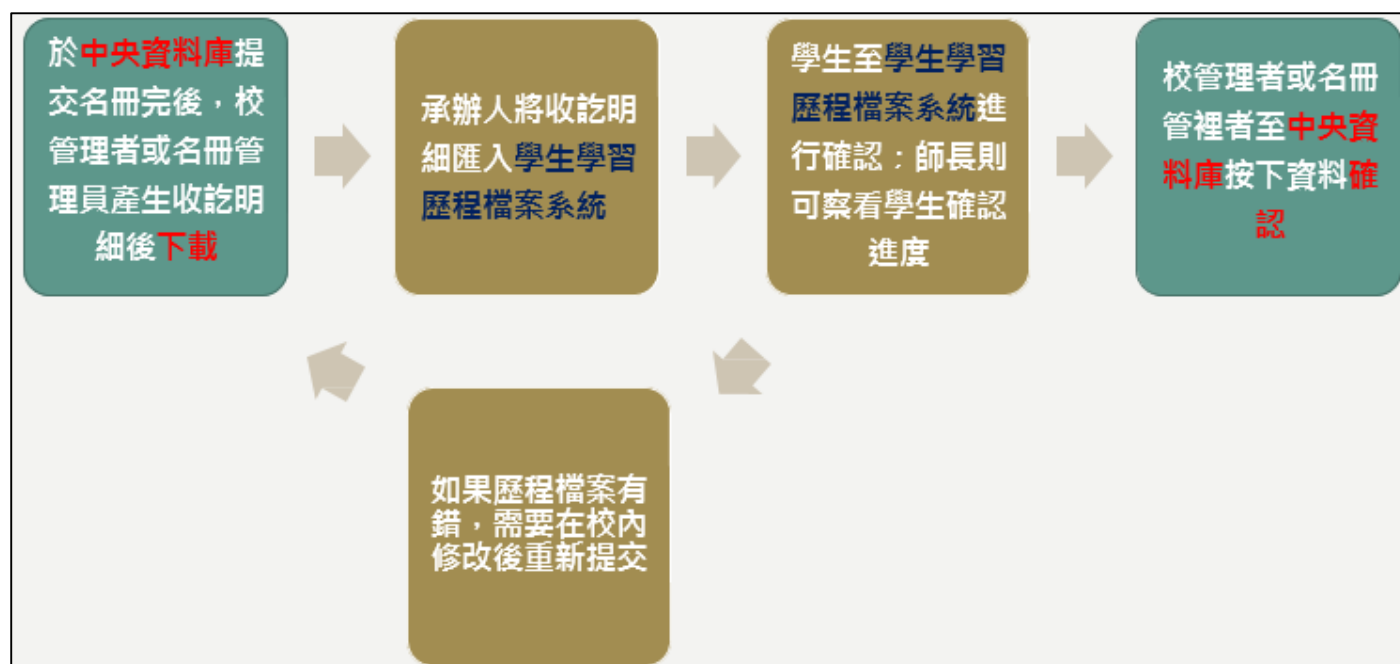 於中央資料庫提
交名冊完後，校
管理者或名冊管
理員產生收訖明
細後下載
承辦人將收訖明
細匯入學生學習
歷程檔案系統
學生至學生學習
歷程檔案系統進
行確認；師長則
可察看學生確認
進度
校管理者或名冊
管裡者至中央資
料庫按下資料確
認
如果歷程檔案有
錯，需要在校內
修改後重新提交